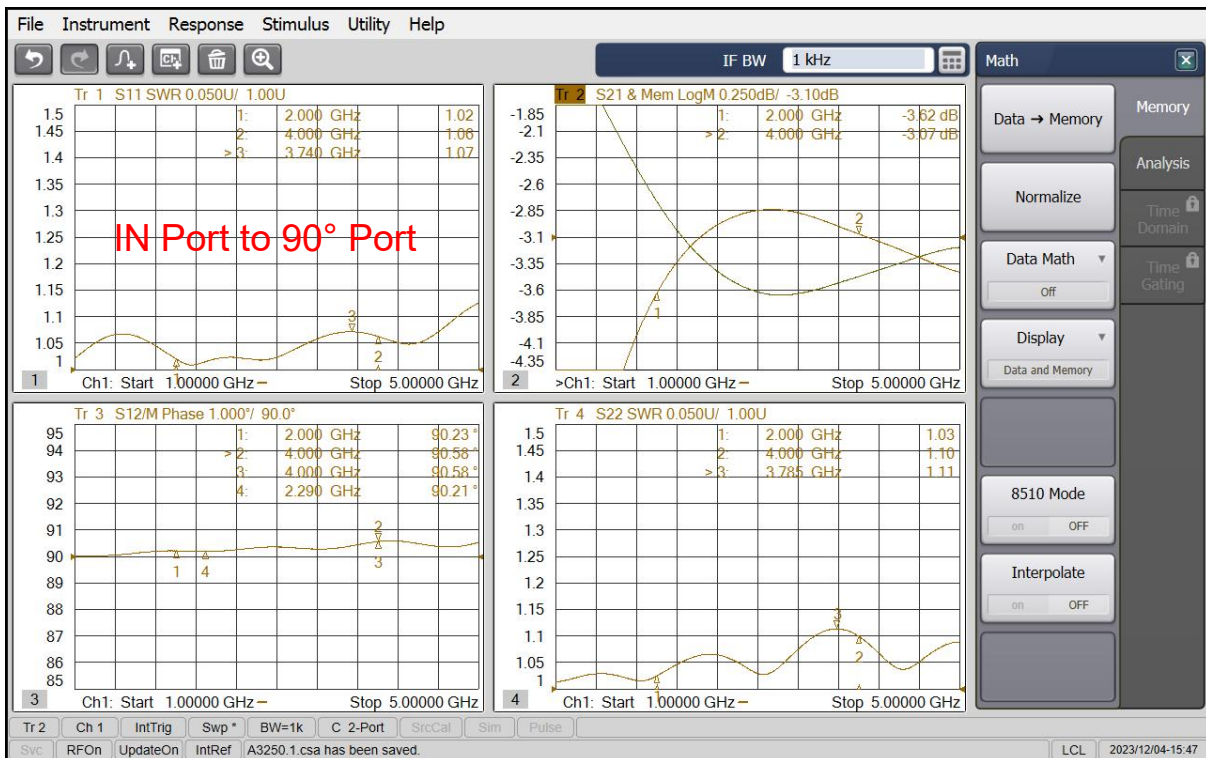 File Instrument Response Stimulus Utility Help
IF BW 1 kHz
Math
Tr 1 S11 SWR 0.050U/ 1.00U
1.5
1.45
1.4
1.35
1.3
1.25
1.2
1.15
1.1
1.05
1
1: 2.000 GHz 1.02
2: 4.000 GHz 1.06
> 3: 3.740 GHz 1.07
IN Port to 90° Port
3
2
1
1 Ch1: Start 1.00000 GHz Stop 5.00000 GHz
Tr 2 S21 & Mem LogM 0.250dB/ -3.10dB
-1.85
-2.1
-2.35
-2.6
-2.85
-3.1
-3.35
-3.6
-3.85
-4.1
-4.35
1: 2.000 GHz -3.62 dB
> 2: 4.000 GHz -3.07 dB
2
1
2 >Ch1: Start 1.00000 GHz Stop 5.00000 GHz
Tr 3 S12/M Phase 1.000°/ 90.0°
95
94
93
92
91
90
89
88
87
86
85
1: 2.000 GHz 90.23 °
> 2: 4.000 GHz 90.58 °
3: 4.000 GHz 90.58 °
4: 2.290 GHz 90.21 °
2
1 4 3
3 Ch1: Start 1.00000 GHz Stop 5.00000 GHz
Tr 4 S22 SWR 0.050U/ 1.00U
1.5
1.45
1.4
1.35
1.3
1.25
1.2
1.15
1.1
1.05
1
1: 2.000 GHz 1.03
2: 4.000 GHz 1.10
> 3: 3.785 GHz 1.11
3
2
4 Ch1: Start 1.00000 GHz Stop 5.00000 GHz
Data → Memory
Normalize
Data Math
Off
Display
Data and Memory
8510 Mode
on OFF
Interpolate
on OFF
Memory
Analysis
Time
Domain
Time
Gating
Tr 2 Ch 1 IntTrig Swp * BW=1k C 2-Port SrcCal Sim Pulse
Svc RFOn UpdateOn IntRef A3250.1.csa has been saved. LCL 2023/12/04-15:47